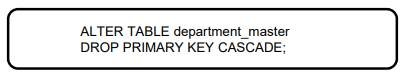 ALTER TABLE department_master
DROP PRIMARY KEY CASCADE;